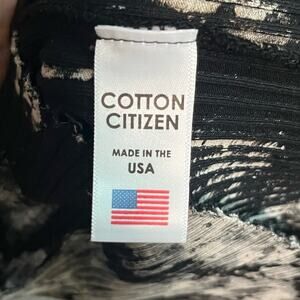 COTTON
CITIZEN
MADE IN THE
USA